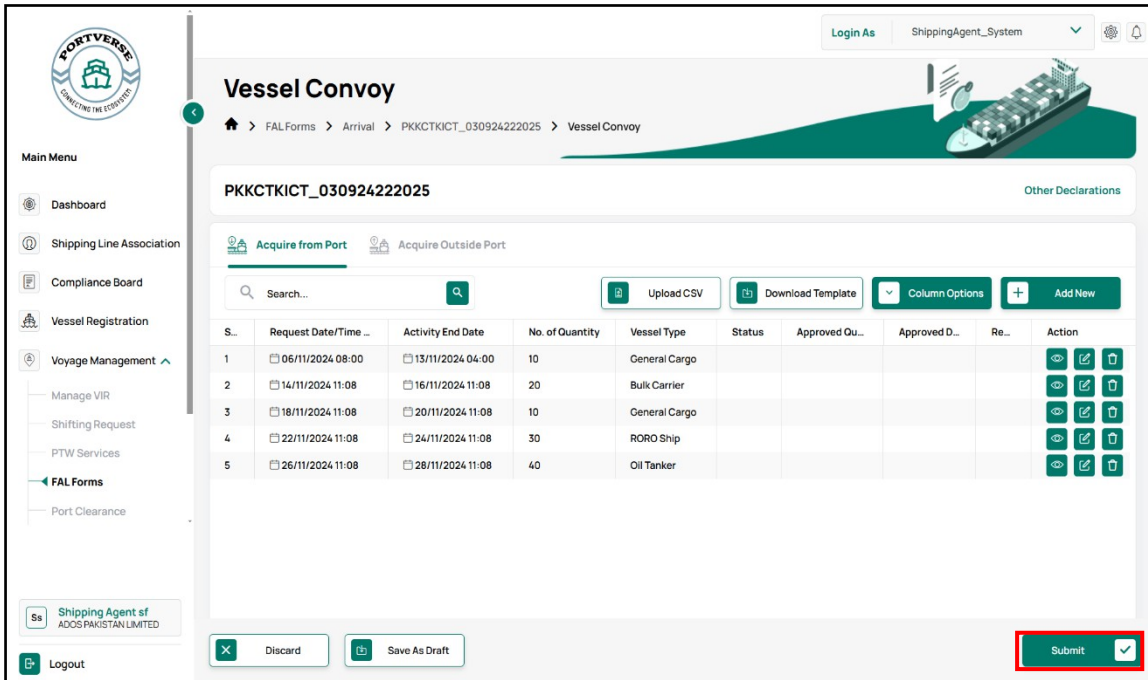 PORTVERSE
CONNECTING THE ECOSYSTEM
Login As ShippingAgent_System
Vessel Convoy
> FAL Forms > Arrival > PKKCTKICT_030924222025 > Vessel Convoy
Main Menu
Dashboard
Shipping Line Association
Compliance Board
Vessel Registration
Voyage Management
Manage VIR
Shifting Request
PTW Services
FAL Forms
Port Clearance
Ss Shipping Agent sf
ADOS PAKISTAN LIMITED
Logout
PKKCTKICT_030924222025 Other Declarations
Acquire from Port Acquire Outside Port
Search... Upload CSV Download Template Column Options + Add New
S... Request Date/Time ... Activity End Date No. of Quantity Vessel Type Status Approved Qu... Approved D... Re... Action
1 06/11/2024 08:00 13/11/2024 04:00 10 General Cargo
2 14/11/2024 11:08 16/11/2024 11:08 20 Bulk Carrier
3 18/11/2024 11:08 20/11/2024 11:08 10 General Cargo
4 22/11/2024 11:08 24/11/2024 11:08 30 RORO Ship
5 26/11/2024 11:08 28/11/2024 11:08 40 Oil Tanker
Discard Save As Draft Submit